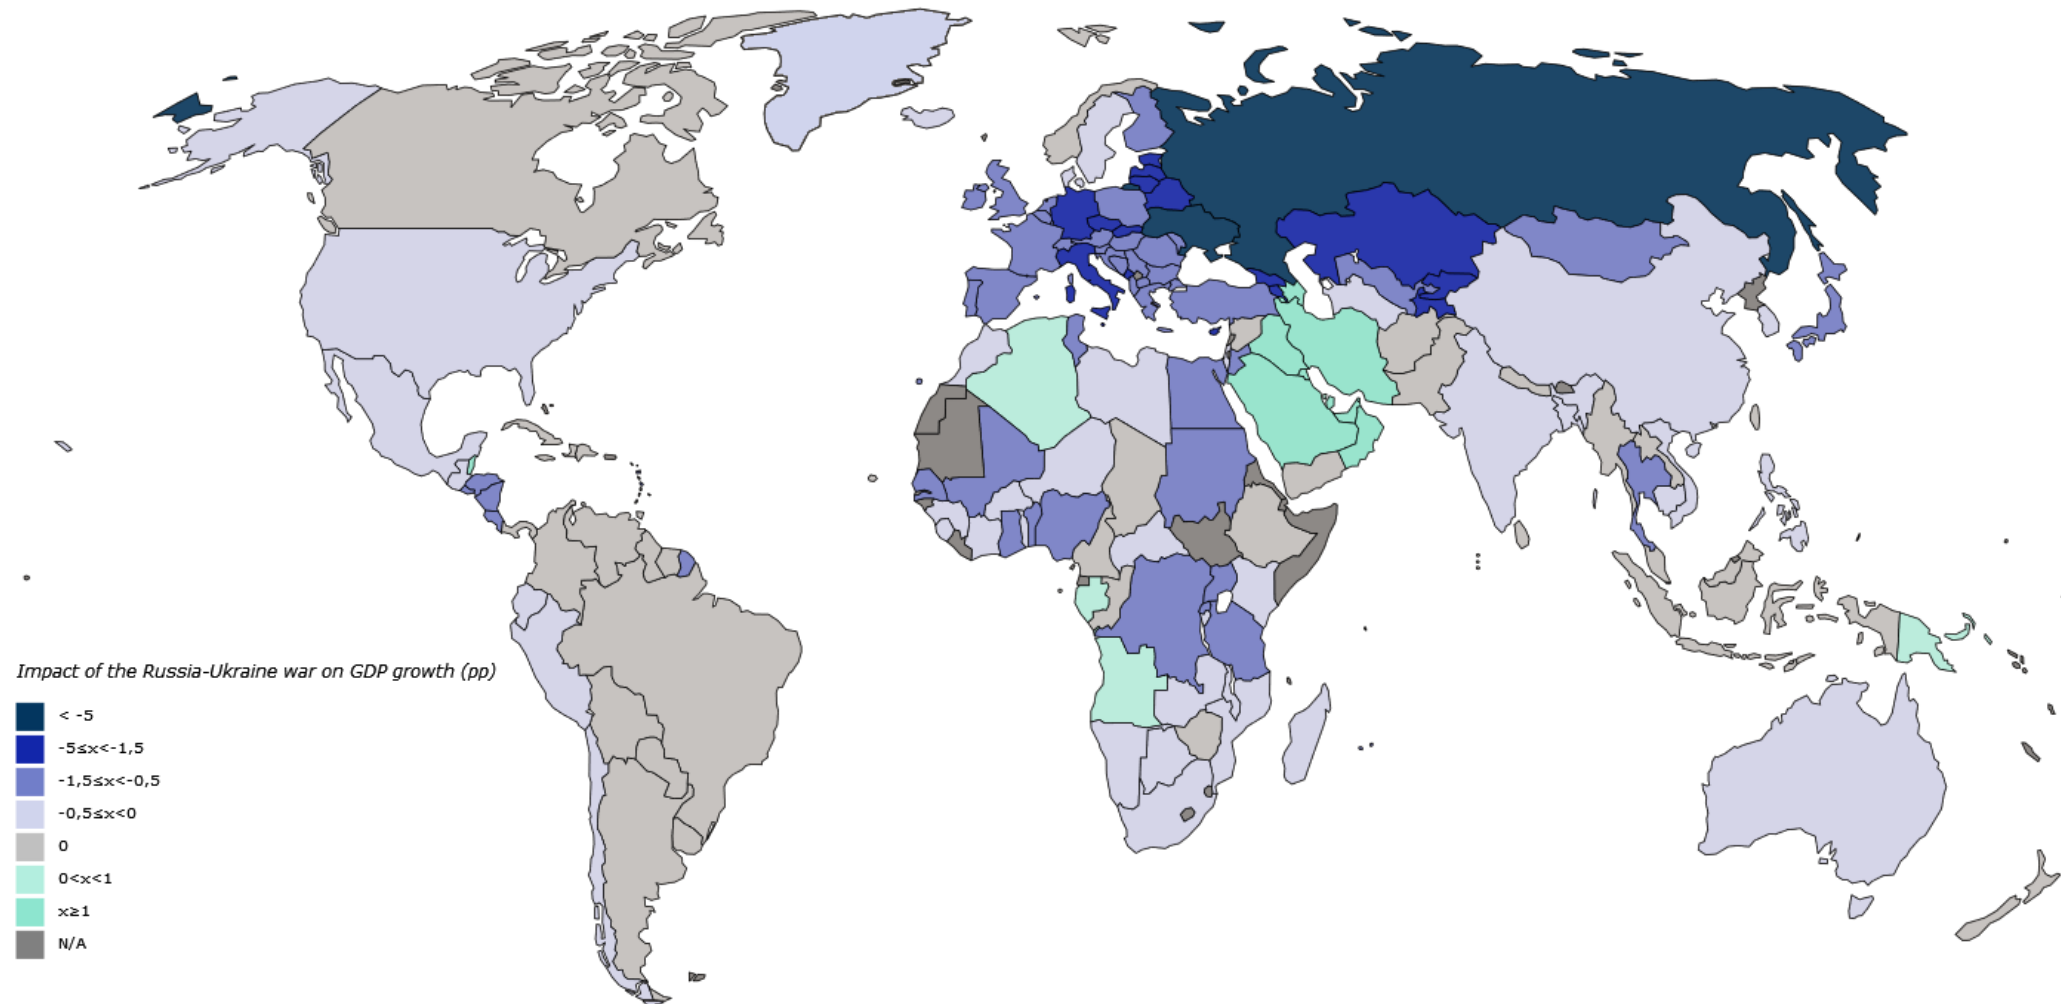 Impact of the Russia-Ukraine war on GDP growth (pp)
< -5
-5≤x<-1,5
-1,5≤x<-0,5
-0,5≤x<0
0
0<x<1
x≥1
N/A